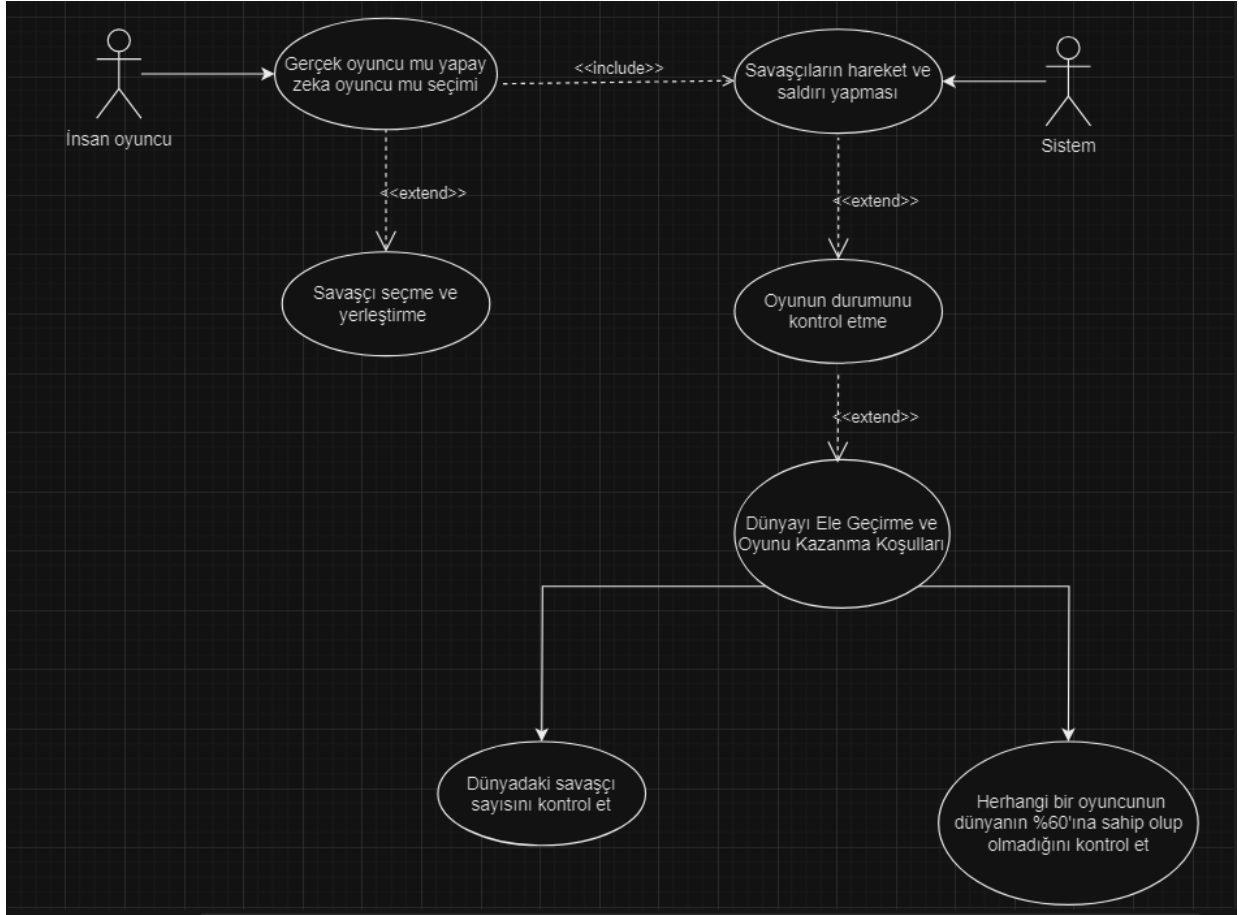 Gerçek oyuncu mu yapay
zeka oyuncu mu seçimi
<<include>>
Savaşçıların hareket ve
saldırı yapması
İnsan oyuncu
Sistem
<<extend>>
<<extend>>
Savaşçı seçme ve
yerleştirme
Oyunun durumunu
kontrol etme
<<extend>>
Dünyayı Ele Geçirme ve
Oyunu Kazanma Koşulları
Dünyadaki savaşçı
sayısını kontrol et
Herhangi bir oyuncunun
dünyanın %60'ına sahip olup
olmadığını kontrol et